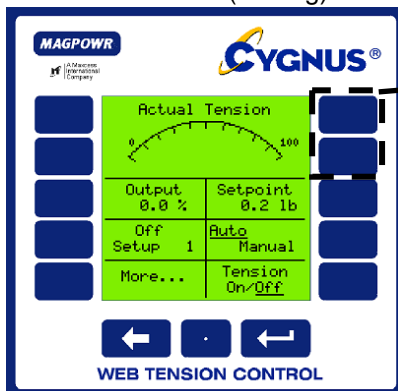 MAGPOWR
A Maxcess
International
Company
CYGNUS®
Actual Tension
0 100
Output
0.0 %
Setpoint
0.2 lb
Off
Setup 1
Auto
Manual
More...
Tension
On/Off
WEB TENSION CONTROL